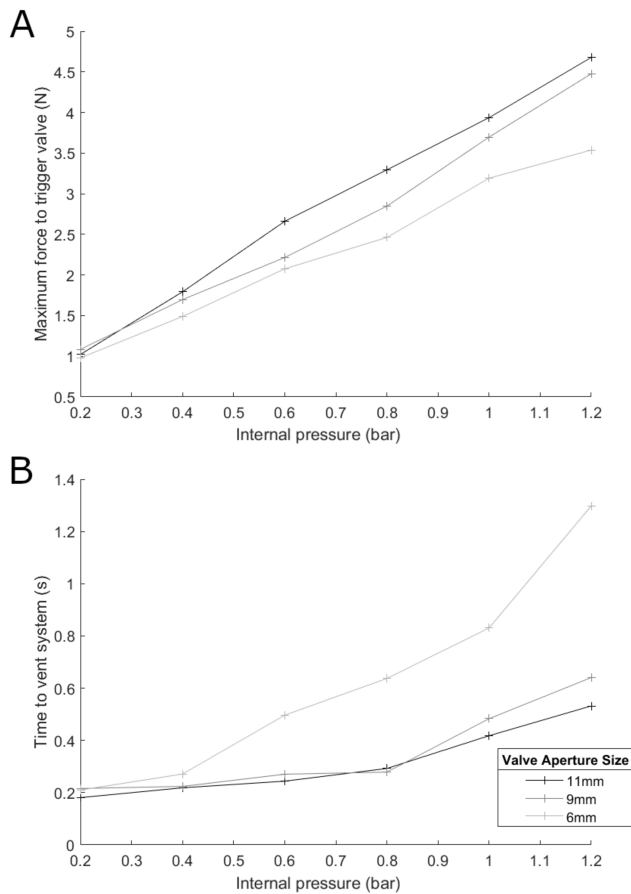 A
5
4.5
4
3.5
3
2.5
2
1.5
1
0.5
Maximum force to trigger valve (N)
0.2 0.3 0.4 0.5 0.6 0.7 0.8 0.9 1 1.1 1.2
Internal pressure (bar)
B
1.4
1.2
1
0.8
0.6
0.4
0.2
0
Time to vent system (s)
Valve Aperture Size
11mm
9mm
6mm
0.2 0.3 0.4 0.5 0.6 0.7 0.8 0.9 1 1.1 1.2
Internal pressure (bar)